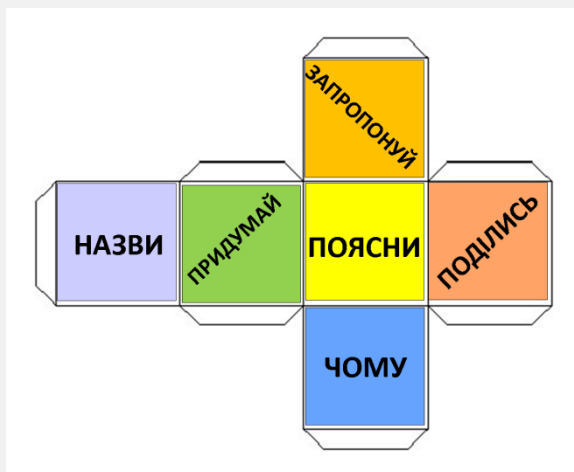 ЗАПРОПОНУЙ
НАЗВИ
ПРИДУМАЙ
ПОЯСНИ
ПОДІЛИСЬ
ЧОМУ